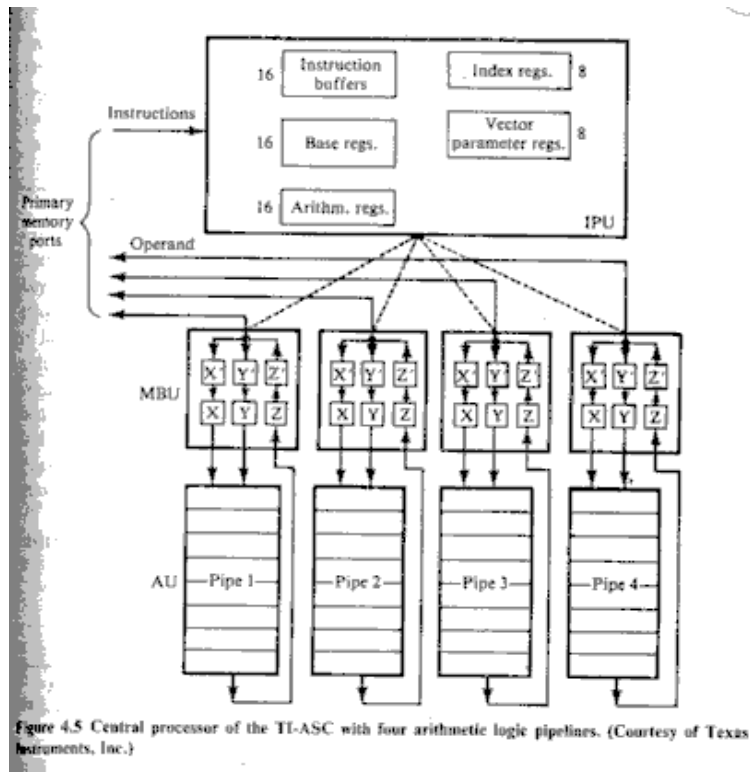 16 Instruction buffers
Index regs. 8
Instructions
16 Base regs.
Vector parameter regs. 8
16 Arithm. regs.
IPU
Primary memory ports
Operand
MBU
X' Y' Z' X' Y' Z' X' Y' Z' X' Y' Z'
X Y Z X Y Z X Y Z X Y Z
AU
Pipe 1 Pipe 2 Pipe 3 Pipe 4
Figure 4.5 Central processor of the TI-ASC with four arithmetic logic pipelines. (Courtesy of Texas
Instruments, Inc.)